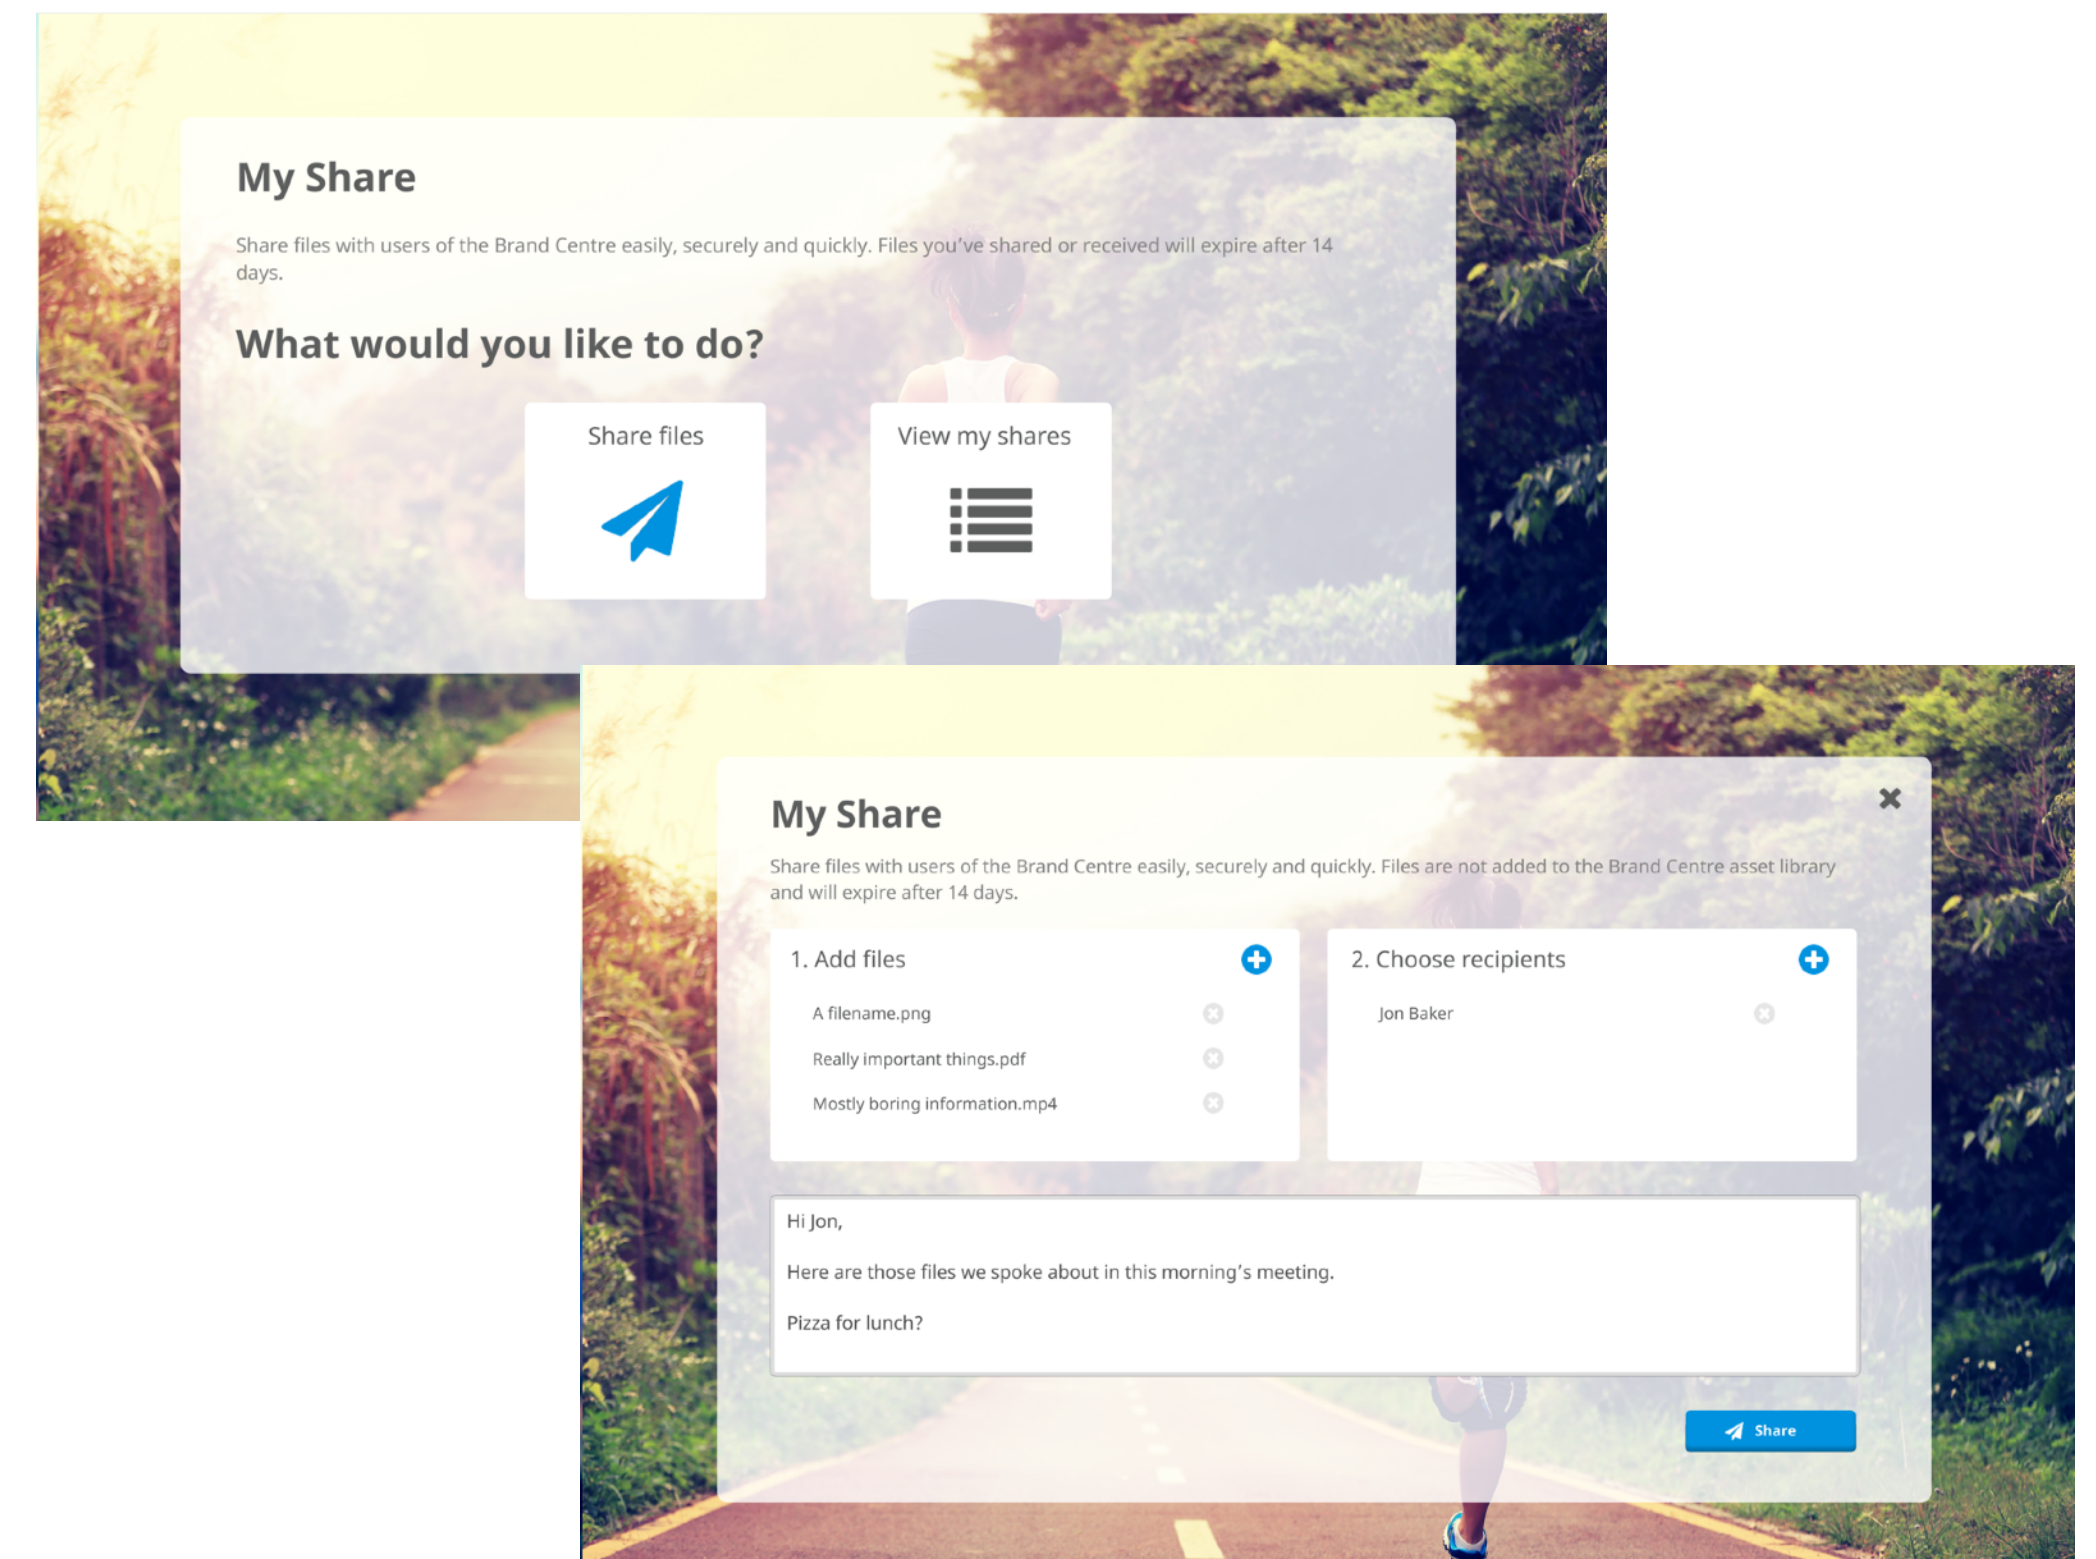 My Share
Share files with users of the Brand Centre easily, securely and quickly. Files you've shared or received will expire after 14
days.
What would you like to do?
Share files
View my shares
My Share
Share files with users of the Brand Centre easily, securely and quickly. Files are not added to the Brand Centre asset library
and will expire after 14 days.
1. Add files
A filename.png
Really important things.pdf
Mostly boring information.mp4
2. Choose recipients
Jon Baker
Hi Jon,
Here are those files we spoke about in this morning's meeting.
Pizza for lunch?
Share